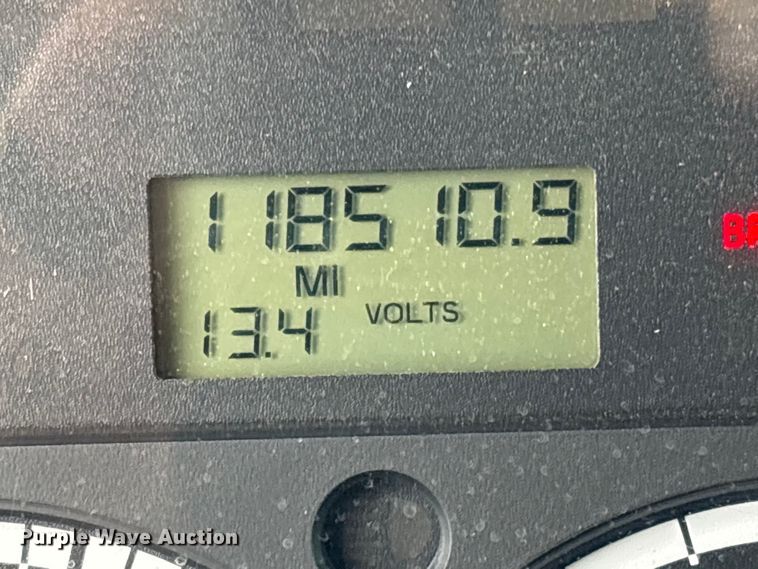 118510.9
MI
13.4 VOLTS
Purple Wave Auction